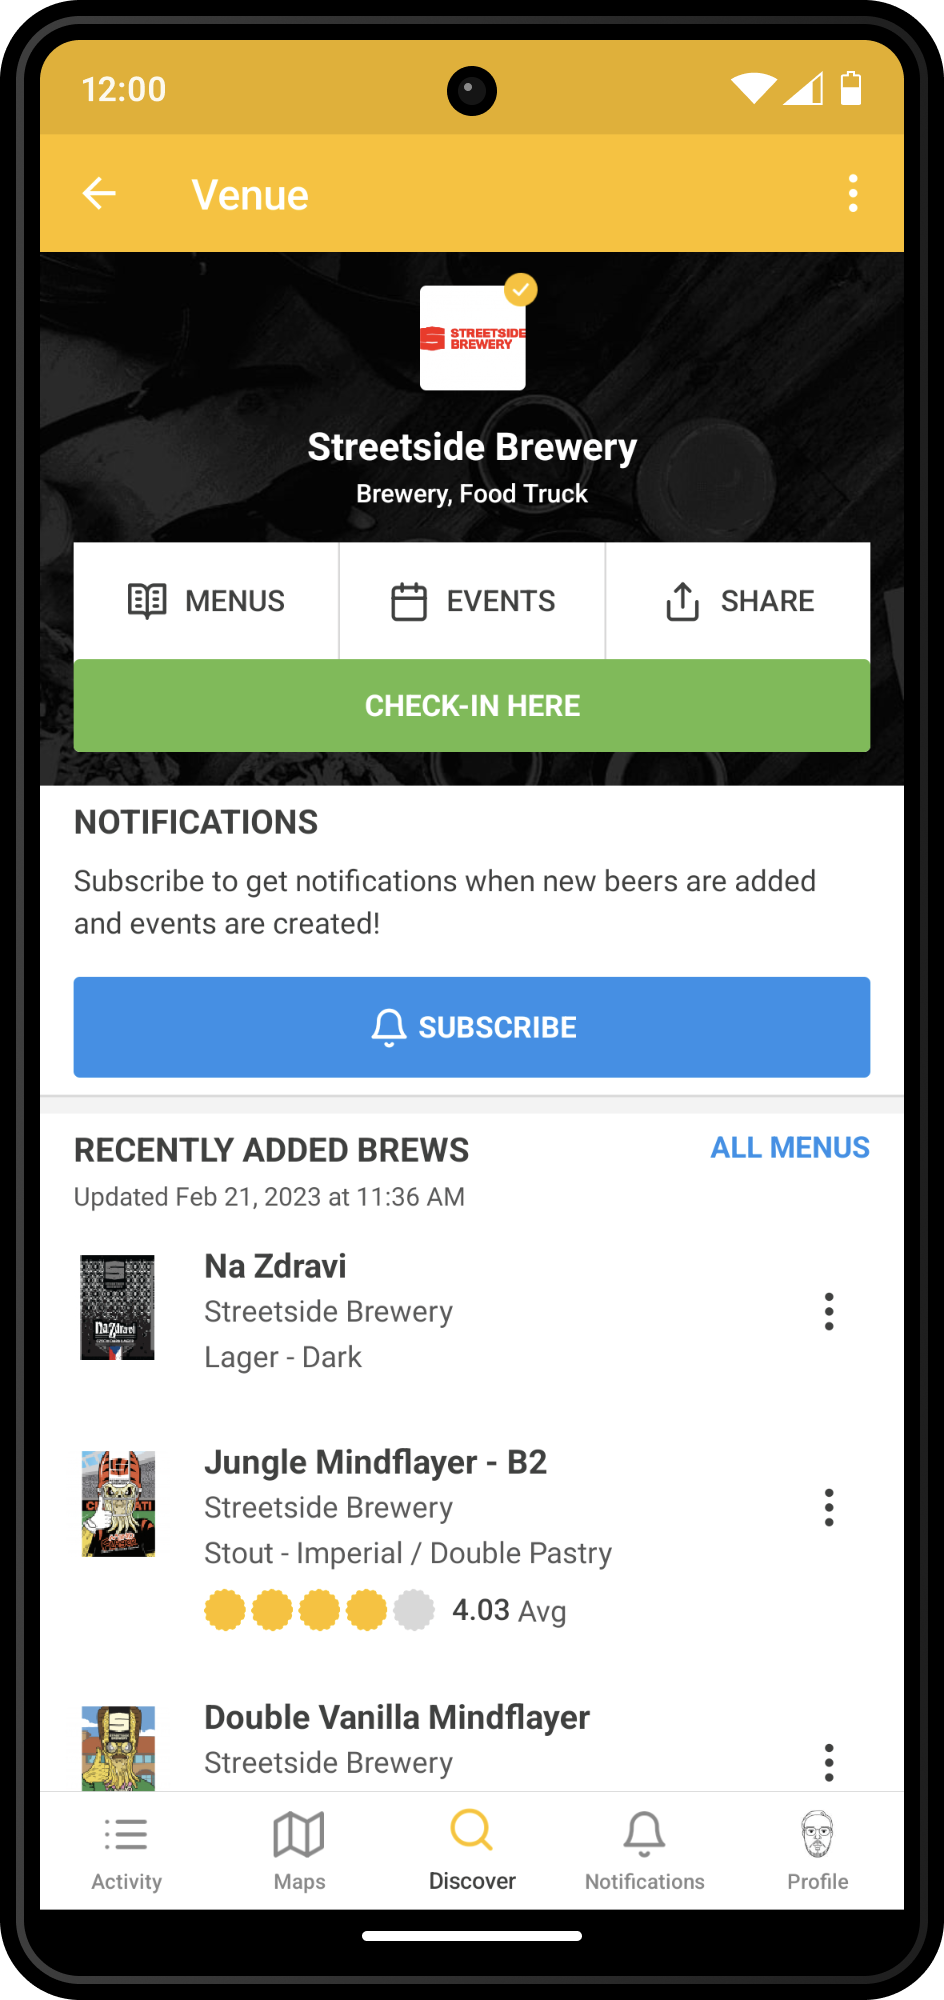 12:00
Venue
STREETSIDE
BREWERY
Streetside Brewery
Brewery, Food Truck
MENUS
EVENTS
SHARE
CHECK-IN HERE
NOTIFICATIONS
Subscribe to get notifications when new beers are added
and events are created!
SUBSCRIBE
RECENTLY ADDED BREWS
ALL MENUS
Updated Feb 21, 2023 at 11:36 AM
Na Zdravi
Na Zdravi
Streetside Brewery
Lager - Dark
Jungle Mindflayer - B2
Streetside Brewery
Stout - Imperial / Double Pastry
4.03 Avg
Double Vanilla Mindflayer
Streetside Brewery
Activity
Maps
Discover
Notifications
Profile